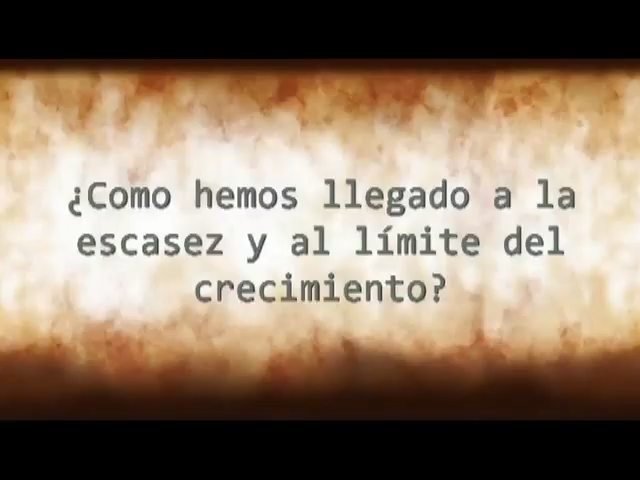 ¿Como hemos llegado a la
escasez y al límite del
crecimiento?